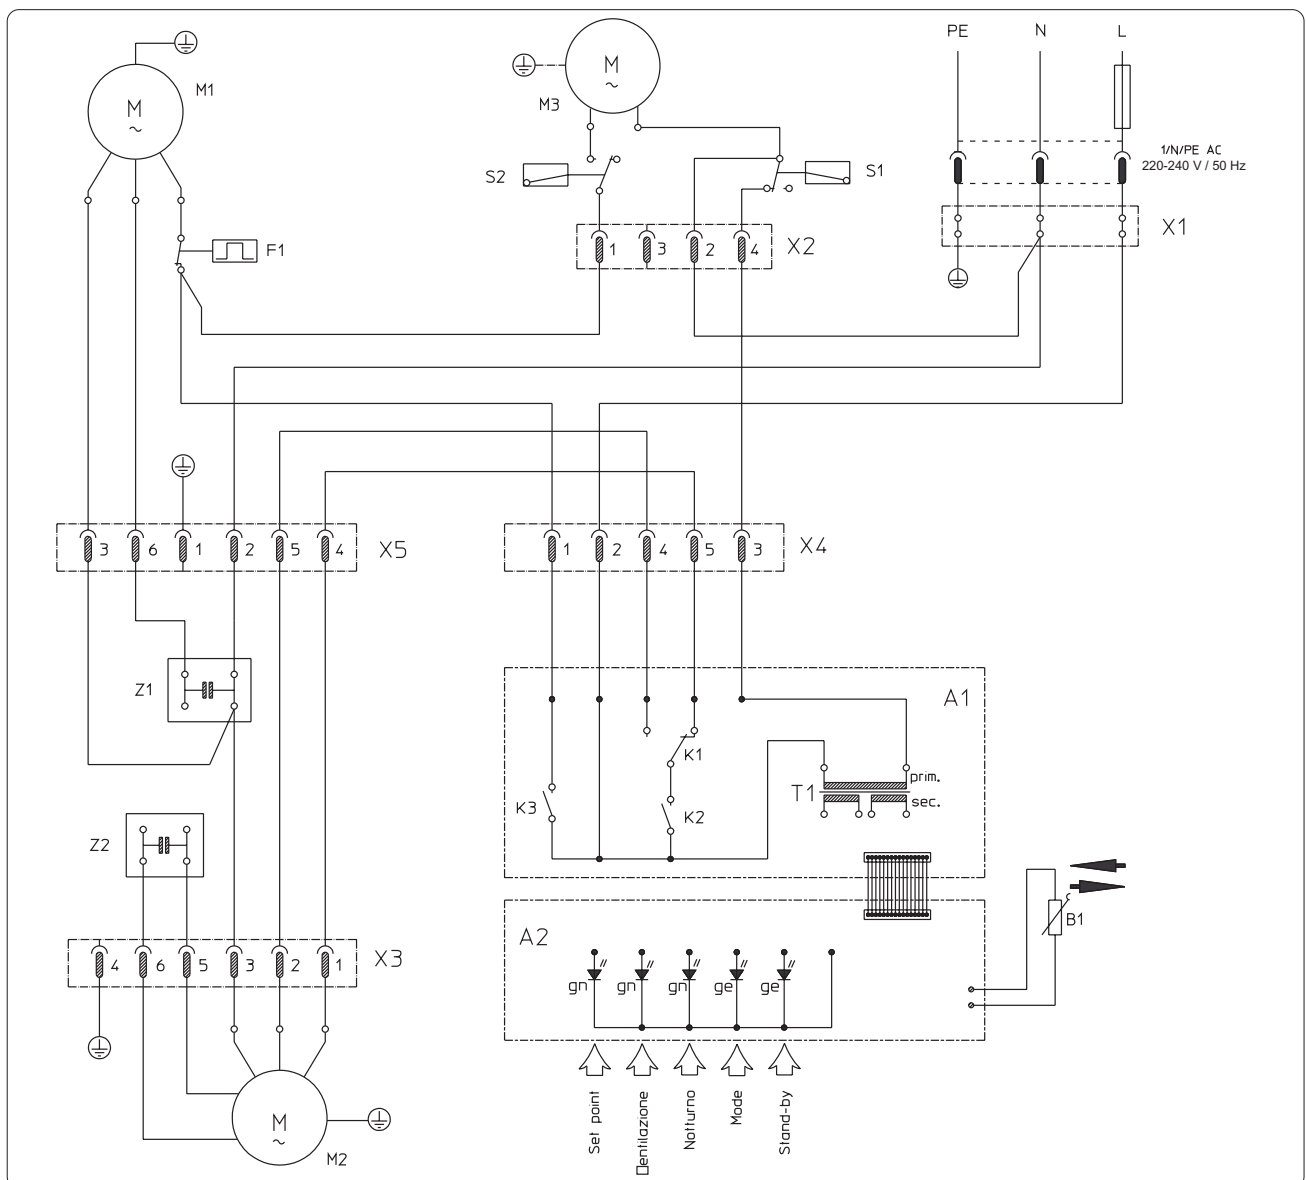 PE N L
M
~
M1
M
~
M3
1/N/PE AC
220-240 V / 50 Hz
S2
S1
X1
F1
1 3 2 4 X2
3 6 1 2 5 4 X5
1 2 4 5 3 X4
Z1
A1
K1
K3
K2
T1
prim.
sec.
Z2
A2
B1
gn gn gn ge ge
4 6 5 3 2 1 X3
M
~
M2
Set point
□entilazione
Notturno
Mode
Stand-by